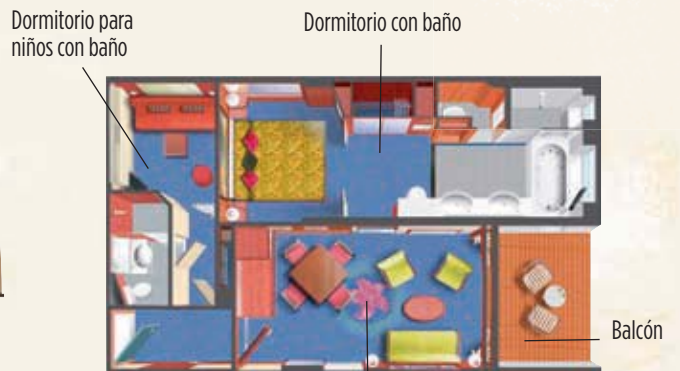 Dormitorio para
niños con baño
Dormitorio con baño
Balcón